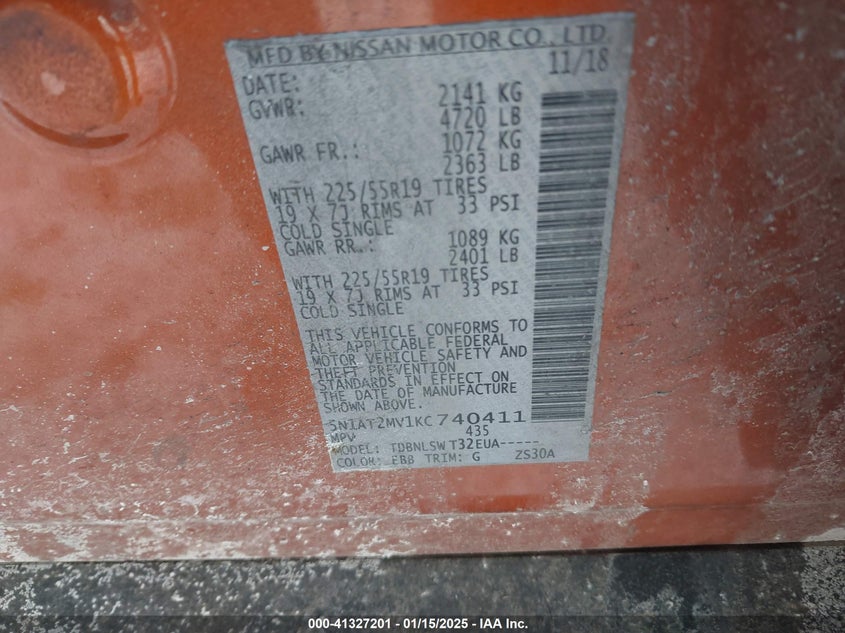 MFD BY NISSAN MOTOR CO., LTD.
DATE: 11/18
GVWR: 2141 KG
4720 LB
GAWR FR.: 1072 KG
2363 LB
WITH 225/55R19 TIRES
19 X 7J RIMS AT 33 PSI
COLD SINGLE
GAWR RR.: 1089 KG
2401 LB
WITH 225/55R19 TIRES
19 X 7J RIMS AT 33 PSI
COLD SINGLE
THIS VEHICLE CONFORMS TO
ALL APPLICABLE FEDERAL
MOTOR VEHICLE SAFETY AND
THEFT PREVENTION
STANDARDS IN EFFECT ON
THE DATE OF MANUFACTURE
SHOWN ABOVE.
5N1AT2MV1KC740411
MPV 435
MODEL: TDBNLSWT32EUA-----
COLOR: EBB TRIM: G ZS30A
000-41327201 - 01/15/2025 - IAA Inc.